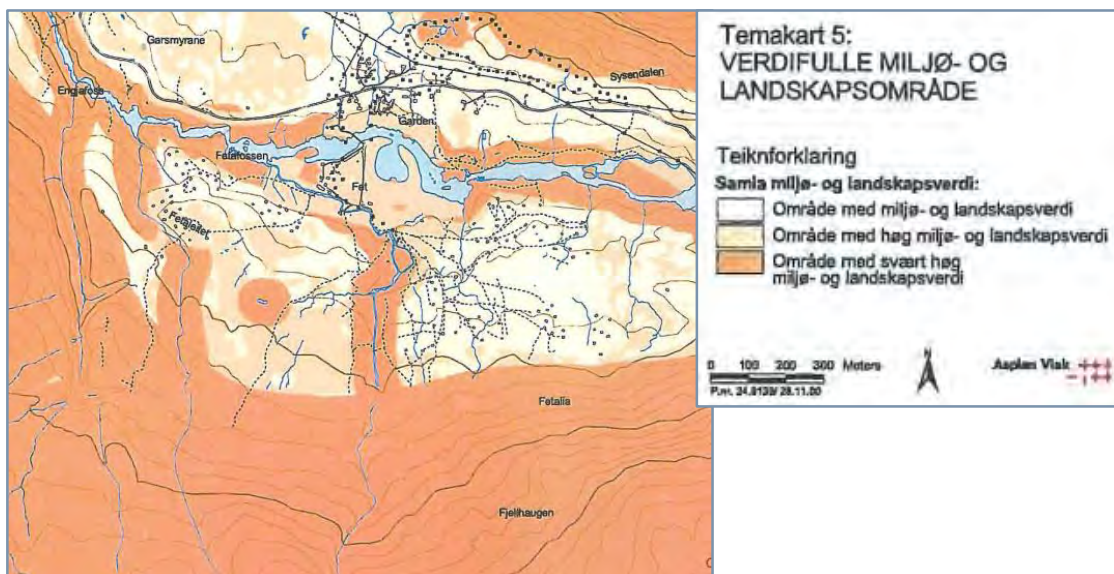 Garsmyrane
Englafoss
Sysendalen
Garden
Fet
Fetalia
Fjellhaugen
Temakart 5:
VERDIFULLE MILJØ- OG
LANDSKAPSOMRÅDE
Teiknforklaring
Samla miljø- og landskapsverdi:
Område med miljø- og landskapsverdi
Område med høg miljø- og landskapsverdi
Område med svært høg
miljø- og landskapsverdi
0 100 200 300 Meters
N
Asplan Viak